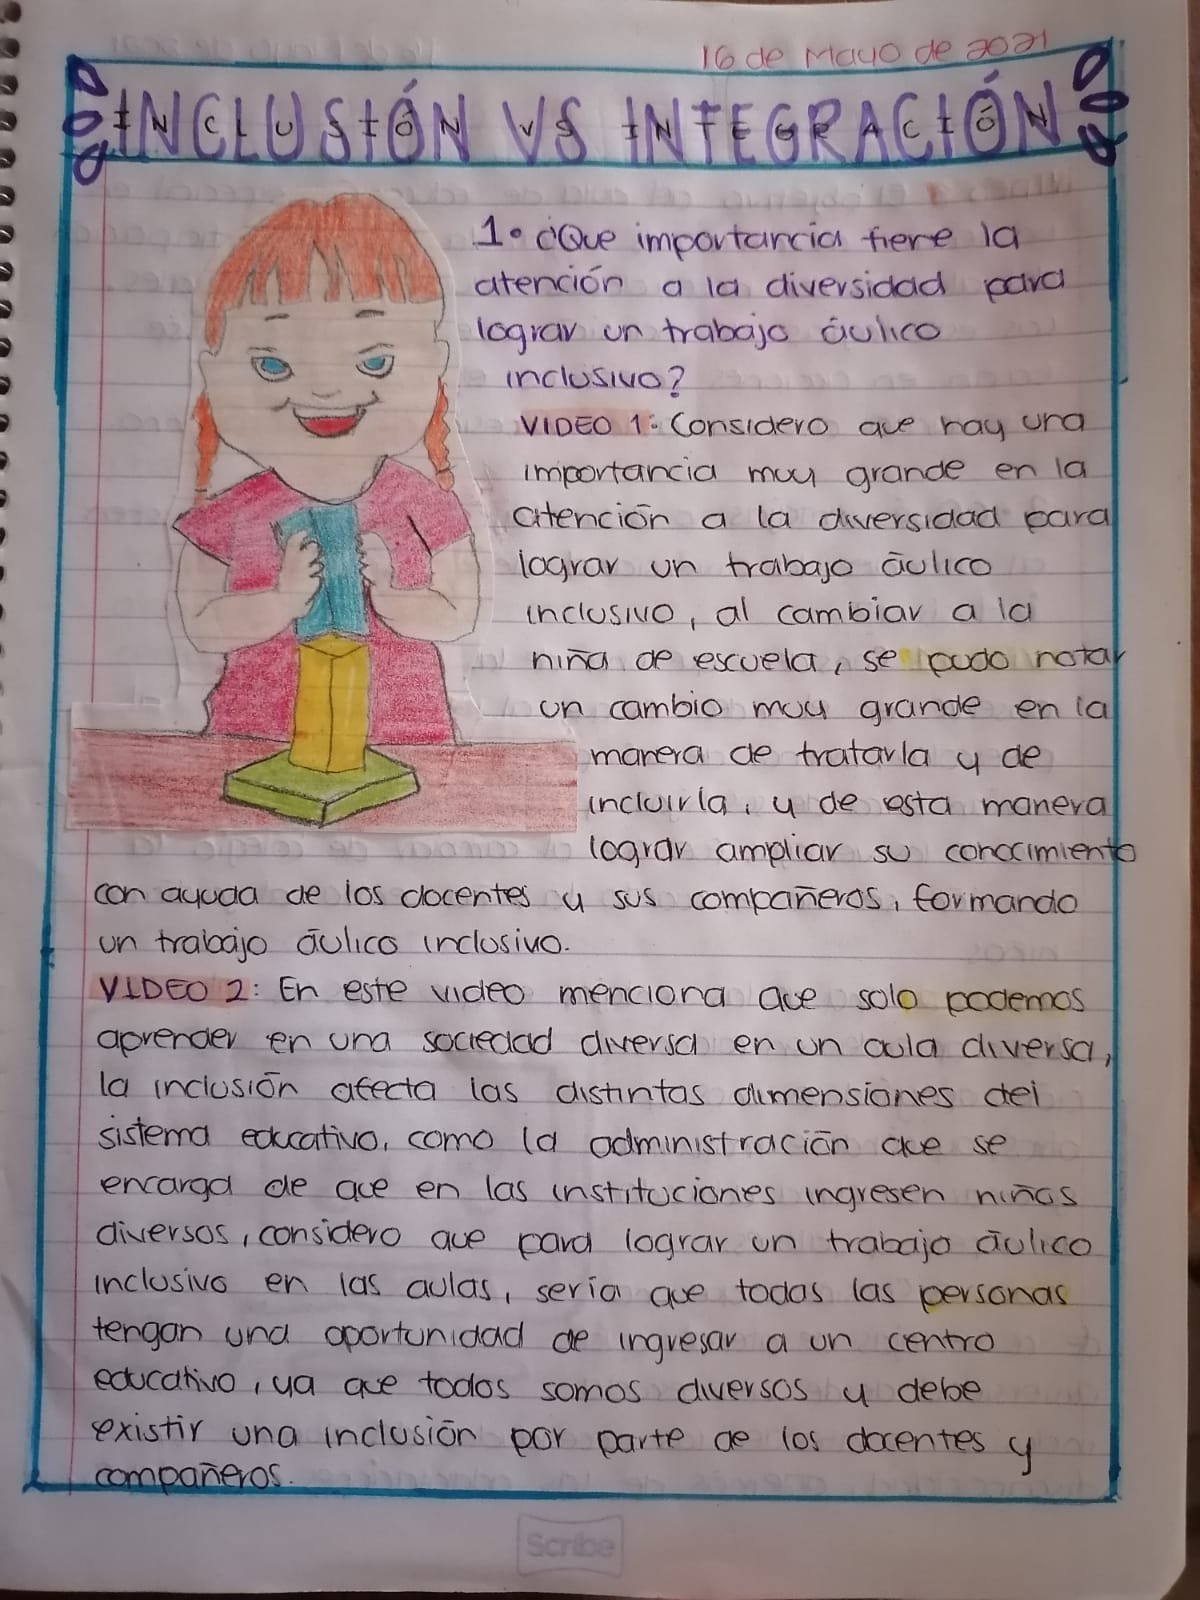 16 de Mayo de 2021
INCLUSIÓN VS INTEGRACIÓN
1. ¿Que importancia tiene la
atención a la diversidad para
lograr un trabajo áulico
inclusivo?
VIDEO 1: Considero que hay una
importancia muy grande en la
atención a la diversidad para
lograr un trabajo áulico
inclusivo, al cambiar a la
niña de escuela, se pudo notar
un cambio muy grande en la
manera de tratarla y de
incluirla, y de esta manera
lograr ampliar su conocimiento
con ayuda de los docentes y sus compañeros, formando
un trabajo áulico inclusivo.
VIDEO 2: En este video menciona que solo podemos
aprender en una sociedad diversa en un aula diversa,
la inclusión afecta las distintas dimensiones del
sistema educativo, como la administración que se
encarga de que en las instituciones ingresen niños
diversos, considero que para lograr un trabajo áulico
inclusivo en las aulas, sería que todas las personas
tengan una oportunidad de ingresar a un centro
educativo, ya que todos somos diversos y debe
existir una inclusión por parte de los docentes y
compañeros.
Scribe